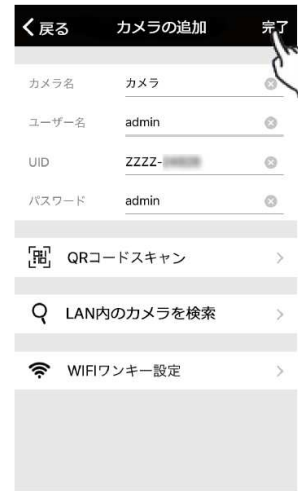 戻る カメラの追加 完了
カメラ名 カメラ
ユーザー名 admin
UID ZZZZ-
パスワード admin
QRコードスキャン
LAN内のカメラを検索
WIFIワンキー設定